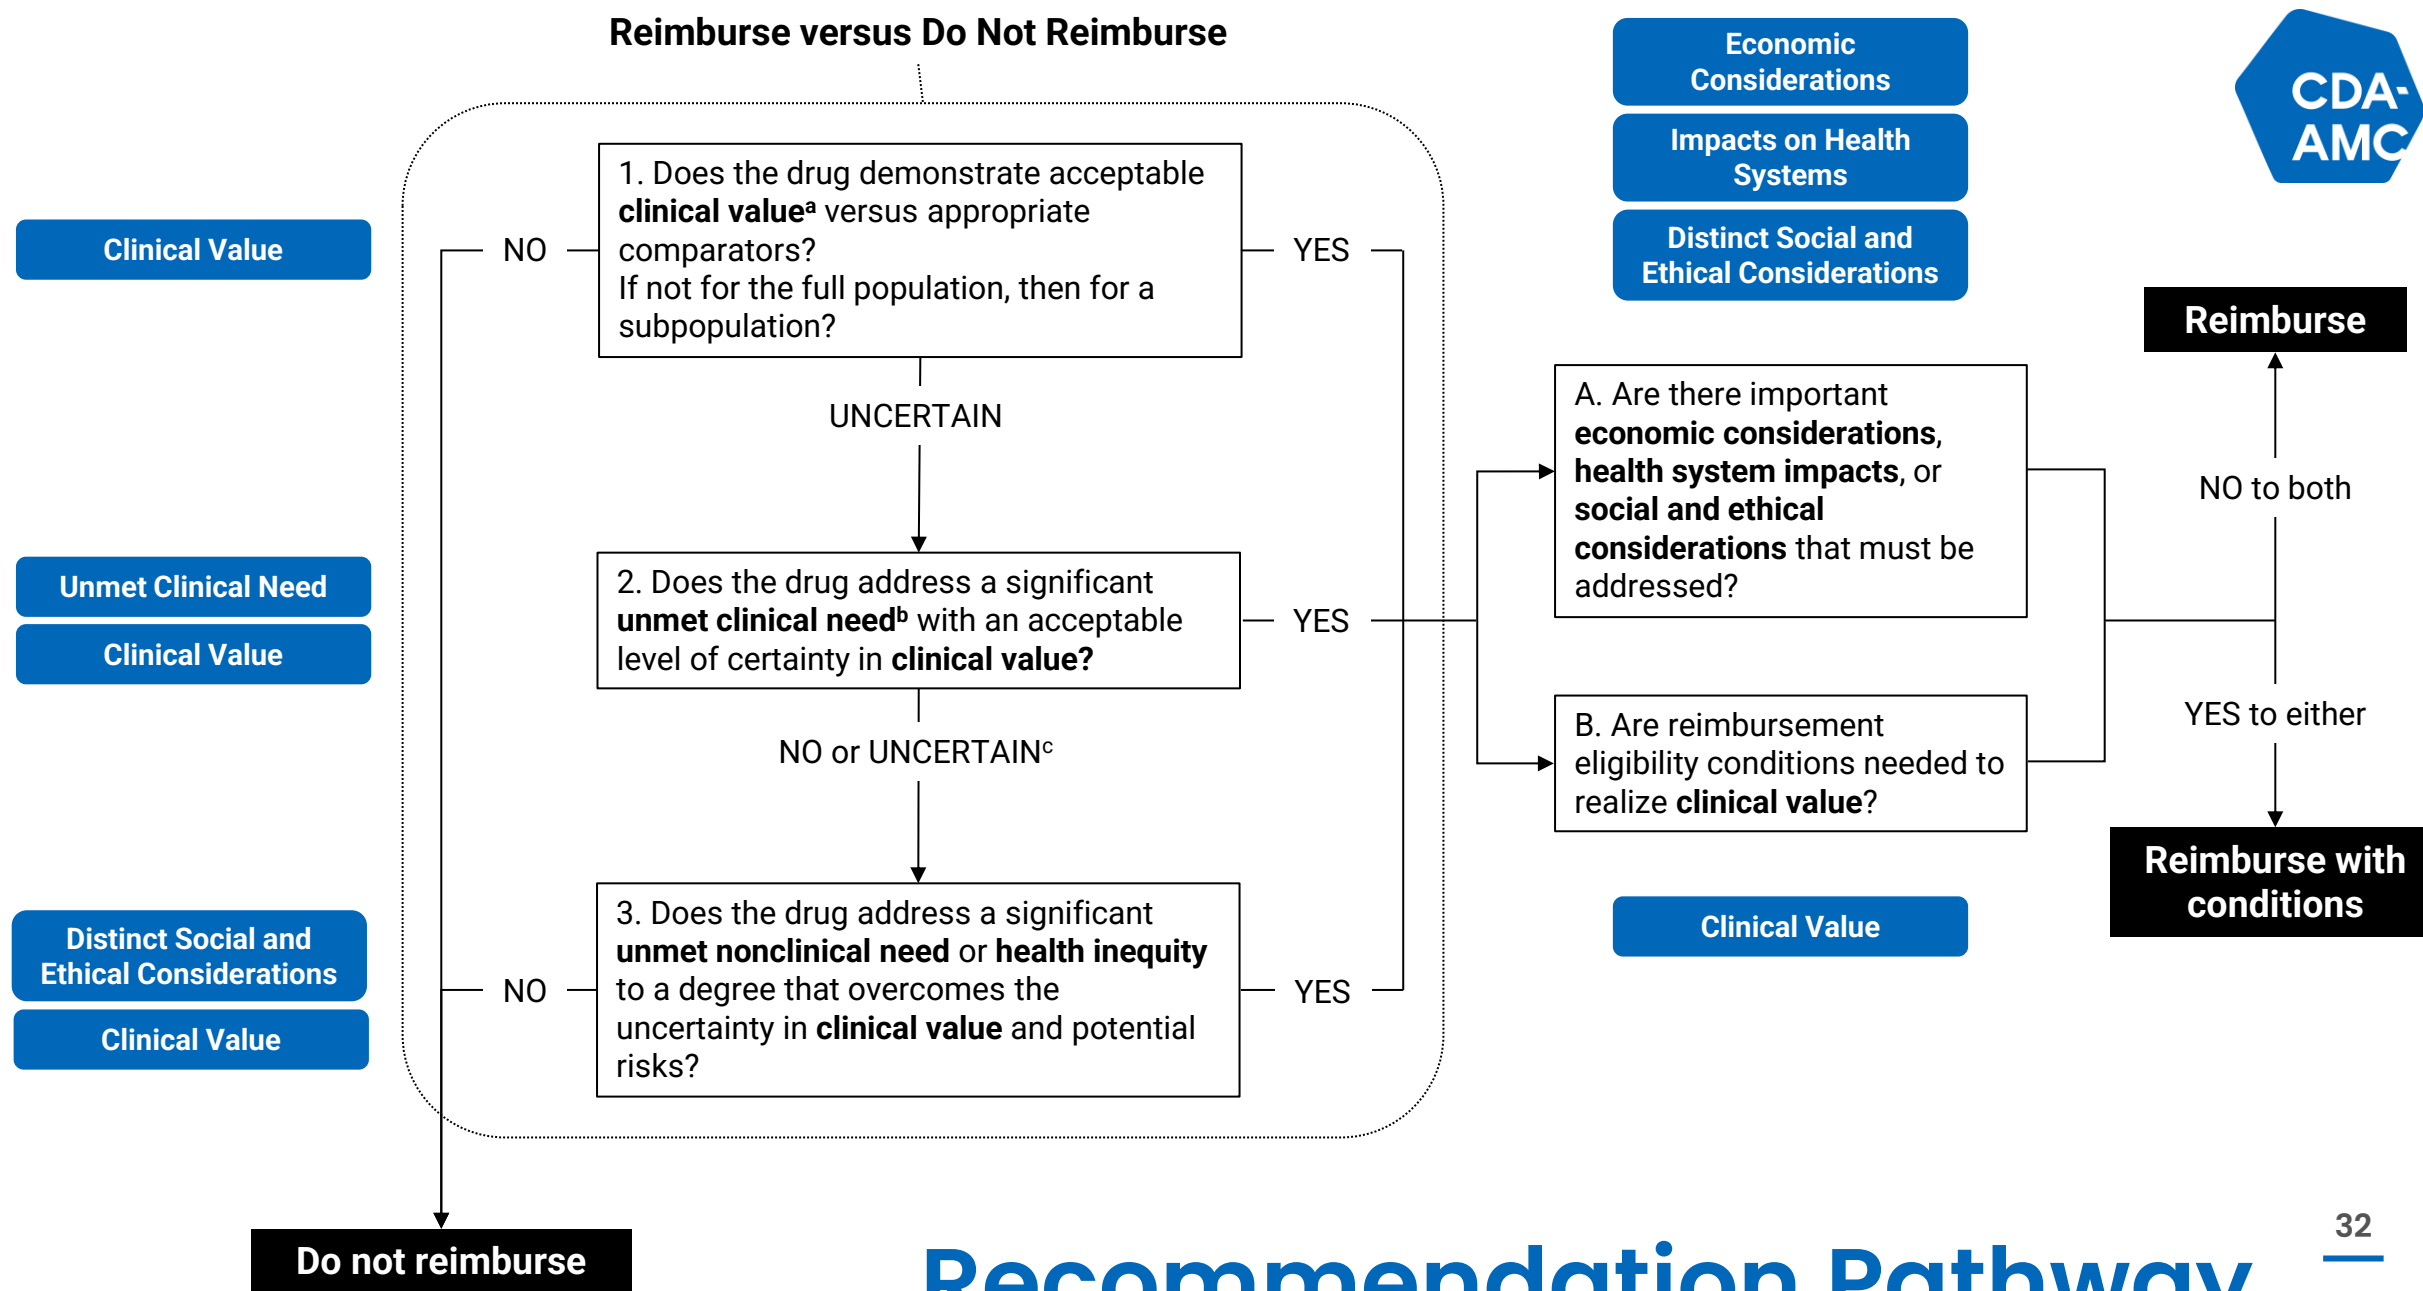 Reimburse versus Do Not Reimburse
Economic
Considerations
Impacts on Health
Systems
Distinct Social and
Ethical Considerations
CDA-
AMC
Clinical Value
NO
1. Does the drug demonstrate acceptable
clinical valueᵃ versus appropriate
comparators?
If not for the full population, then for a
subpopulation?
YES
UNCERTAIN
Unmet Clinical Need
Clinical Value
2. Does the drug address a significant
unmet clinical needᵇ with an acceptable
level of certainty in clinical value?
YES
NO or UNCERTAINᶜ
Distinct Social and
Ethical Considerations
Clinical Value
NO
3. Does the drug address a significant
unmet nonclinical need or health inequity
to a degree that overcomes the
uncertainty in clinical value and potential
risks?
YES
A. Are there important
economic considerations,
health system impacts, or
social and ethical
considerations that must be
addressed?
B. Are reimbursement
eligibility conditions needed to
realize clinical value?
Clinical Value
Reimburse
NO to both
YES to either
Reimburse with
conditions
Do not reimburse
Recommendation Pathway
32